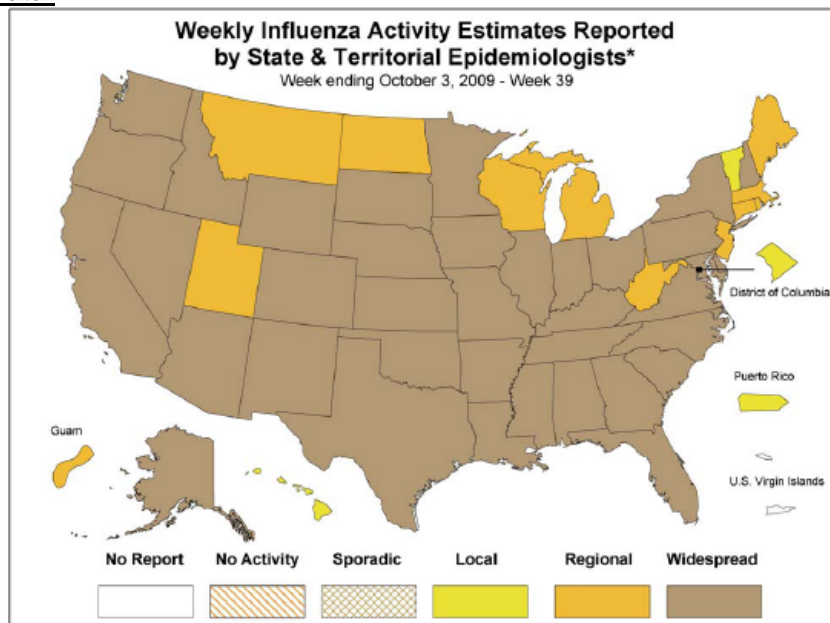 Weekly Influenza Activity Estimates Reported
by State & Territorial Epidemiologists*
Week ending October 3, 2009 - Week 39
District of Columbia
Puerto Rico
Guam
U.S. Virgin Islands
No Report
No Activity
Sporadic
Local
Regional
Widespread